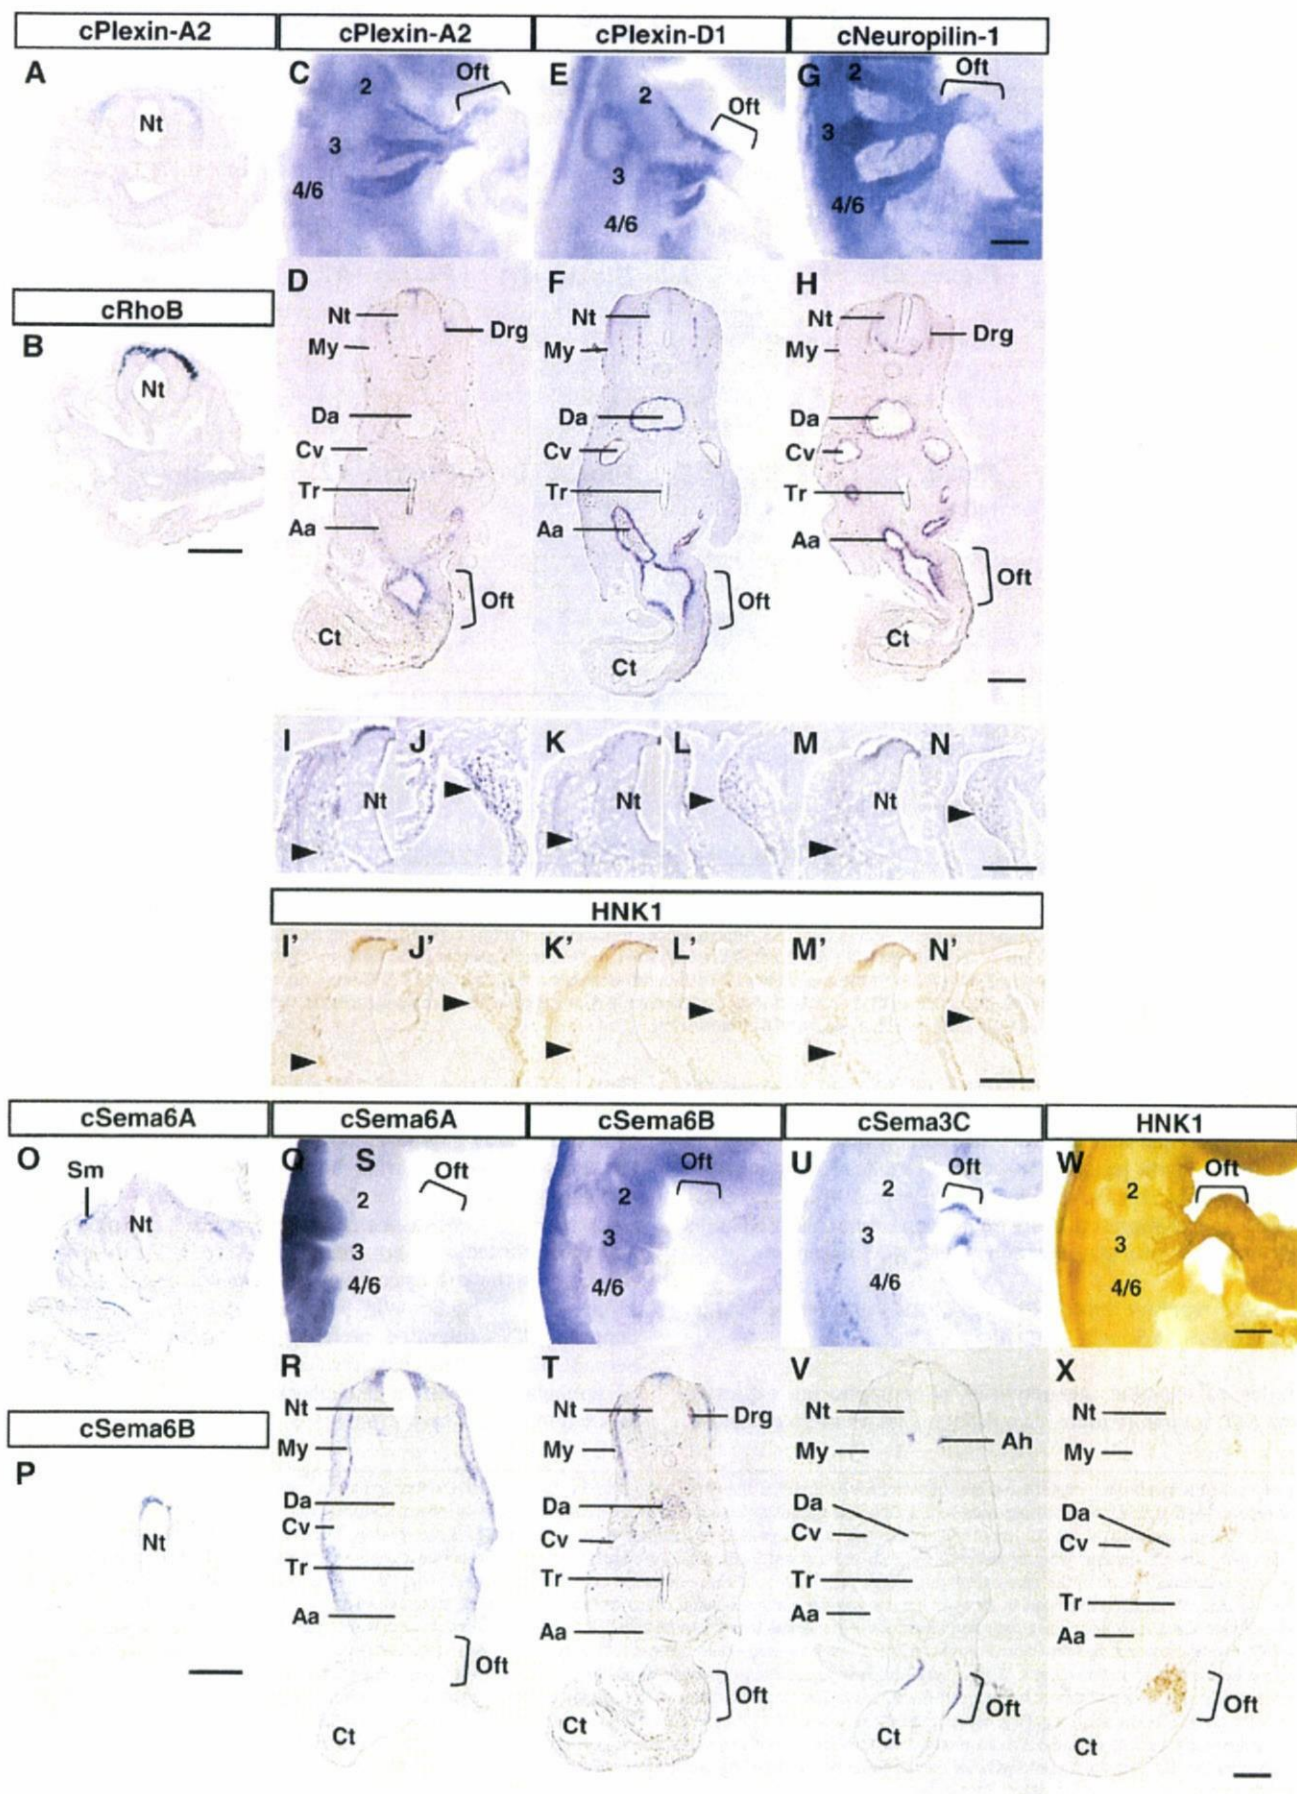 cPlexin-A2 cPlexin-A2 cPlexin-D1 cNeuropilin-1
A C E G
Nt 2 Oft 2 Oft 2 Oft
3 3 3
4/6 4/6 4/6
cRhoB
B D F H
Nt
Nt Drg Nt Nt Drg
My My My
Da Da Da
Cv Cv Cv
Tr Tr Tr
Aa Aa Aa
Oft Oft Oft
Ct Ct Ct
I J K L M N
Nt Nt Nt
HNK1
I’ J’ K’ L’ M’ N’
cSema6A cSema6A cSema6B cSema3C HNK1
O Q S U W
Sm Oft Oft Oft Oft
Nt 2 2 2 2
3 3 3 3
4/6 4/6 4/6 4/6
cSema6B
P R T V X
Nt
Nt Nt Drg Nt Nt
My My My Ah My
Da Da Da Da
Cv Cv Cv Cv
Tr Tr Tr Tr
Aa Aa Aa Aa
Oft Oft Oft Oft
Ct Ct Ct Ct